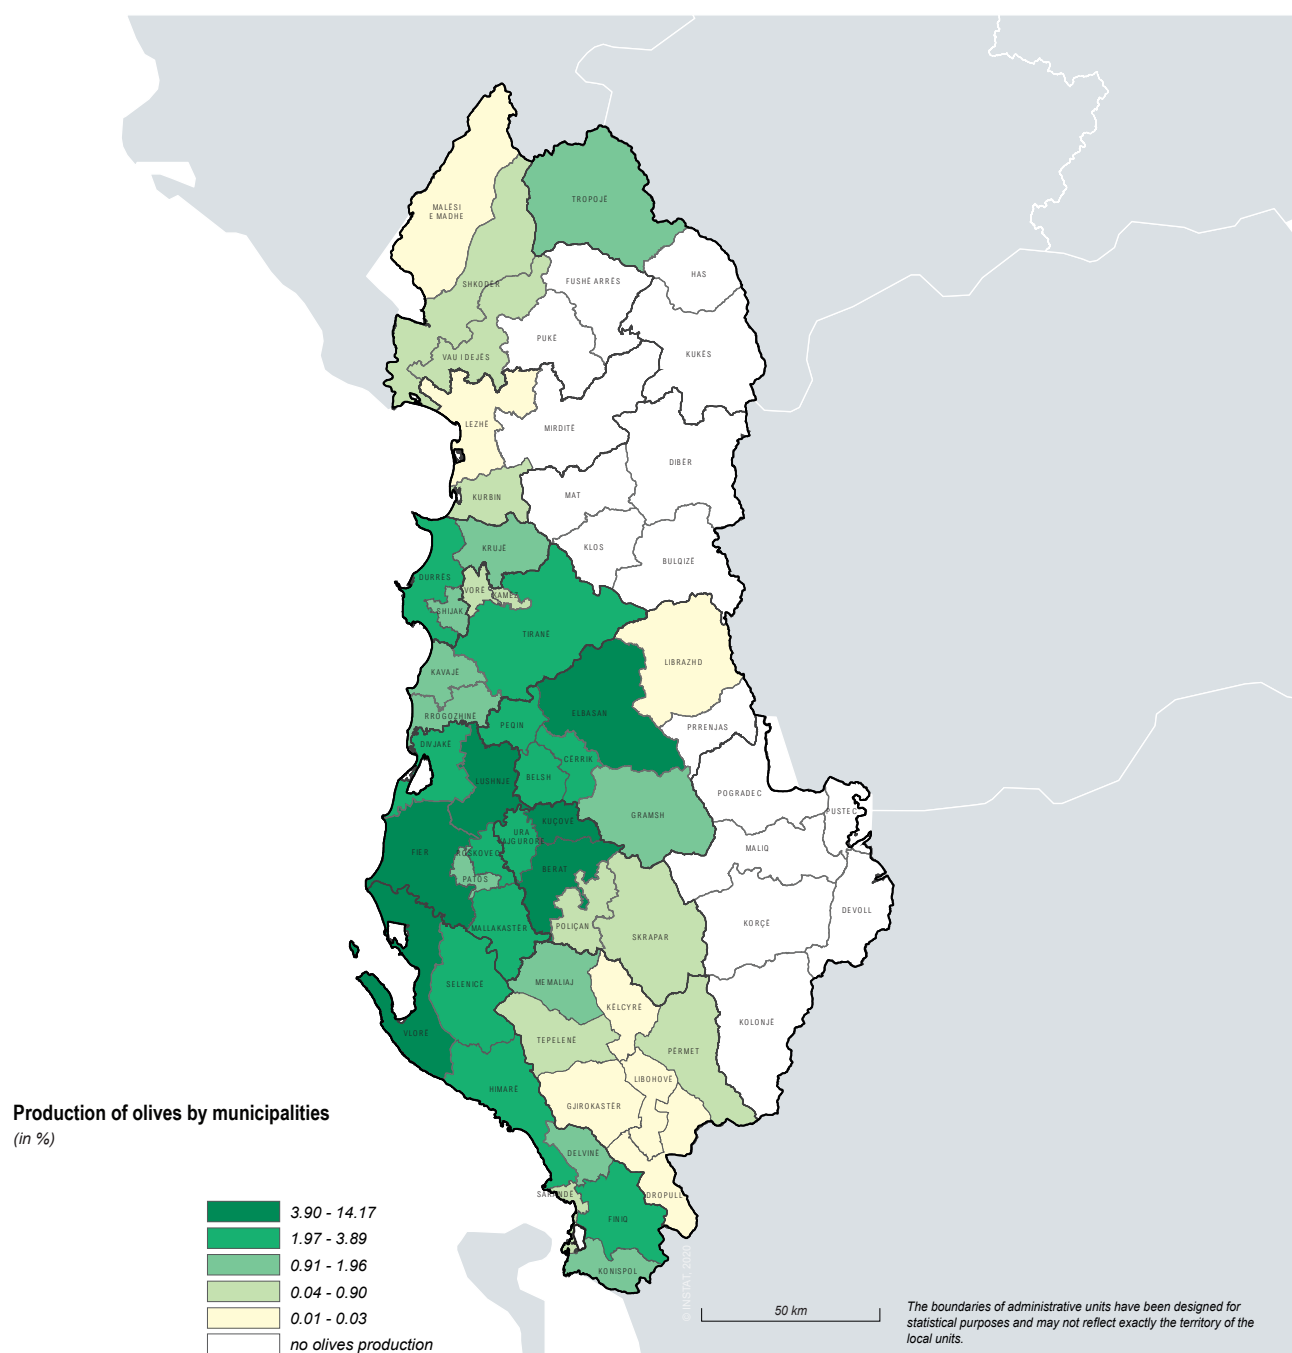 MALËSI
E MADHE
TROPOJË
HAS
FUSHË ARRËS
SHKODËR
PUKË
KUKËS
VAU I DEJËS
LEZHË
MIRDITË
DIBËR
KURBIN
MAT
KLOS
KRUJË
BULQIZË
DURRËS
VORË
KAMËZ
SHIJAK
TIRANË
LIBRAZHD
KAVAJË
ELBASAN
RROGOZHINË
PEQIN
PRRENJAS
DIVJAKË
CËRRIK
LUSHNJE
BELSH
POGRADEC
PUSTEC
GRAMSH
KUÇOVË
URA
VAJGURORE
MALIQ
FIER
ROSKOVEC
BERAT
PATOS
DEVOLL
KORÇË
POLIÇAN
MALLAKASTËR
SKRAPAR
MEMALIAJ
SELENICË
KËLCYRË
KOLONJË
VLORË
TEPELENË
PËRMET
LIBOHOVË
HIMARË
GJIROKASTËR
DELVINË
SARANDË
DROPULL
FINIQ
KONISPOL
Production of olives by municipalities
(in %)
3.90 - 14.17
1.97 - 3.89
0.91 - 1.96
0.04 - 0.90
0.01 - 0.03
no olives production
© INSTAT 2020
50 km
The boundaries of administrative units have been designed for
statistical purposes and may not reflect exactly the territory of the
local units.